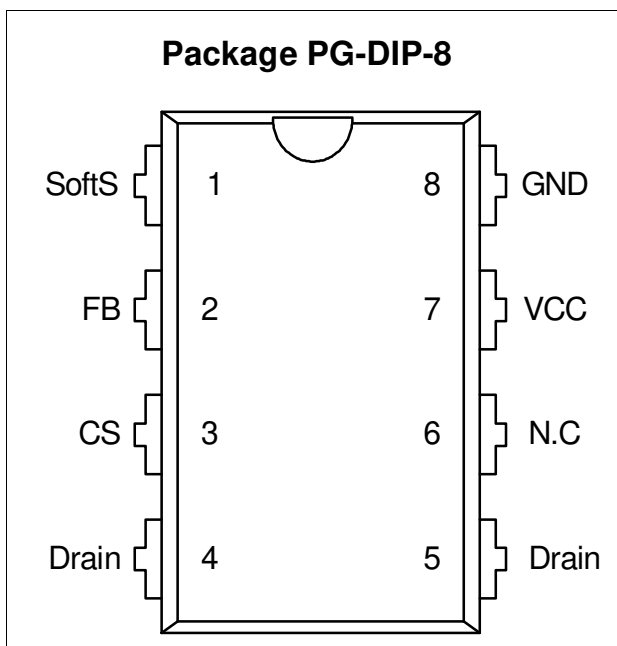 Package PG-DIP-8
SoftS 1 8 GND
FB 2 7 VCC
CS 3 6 N.C
Drain 4 5 Drain